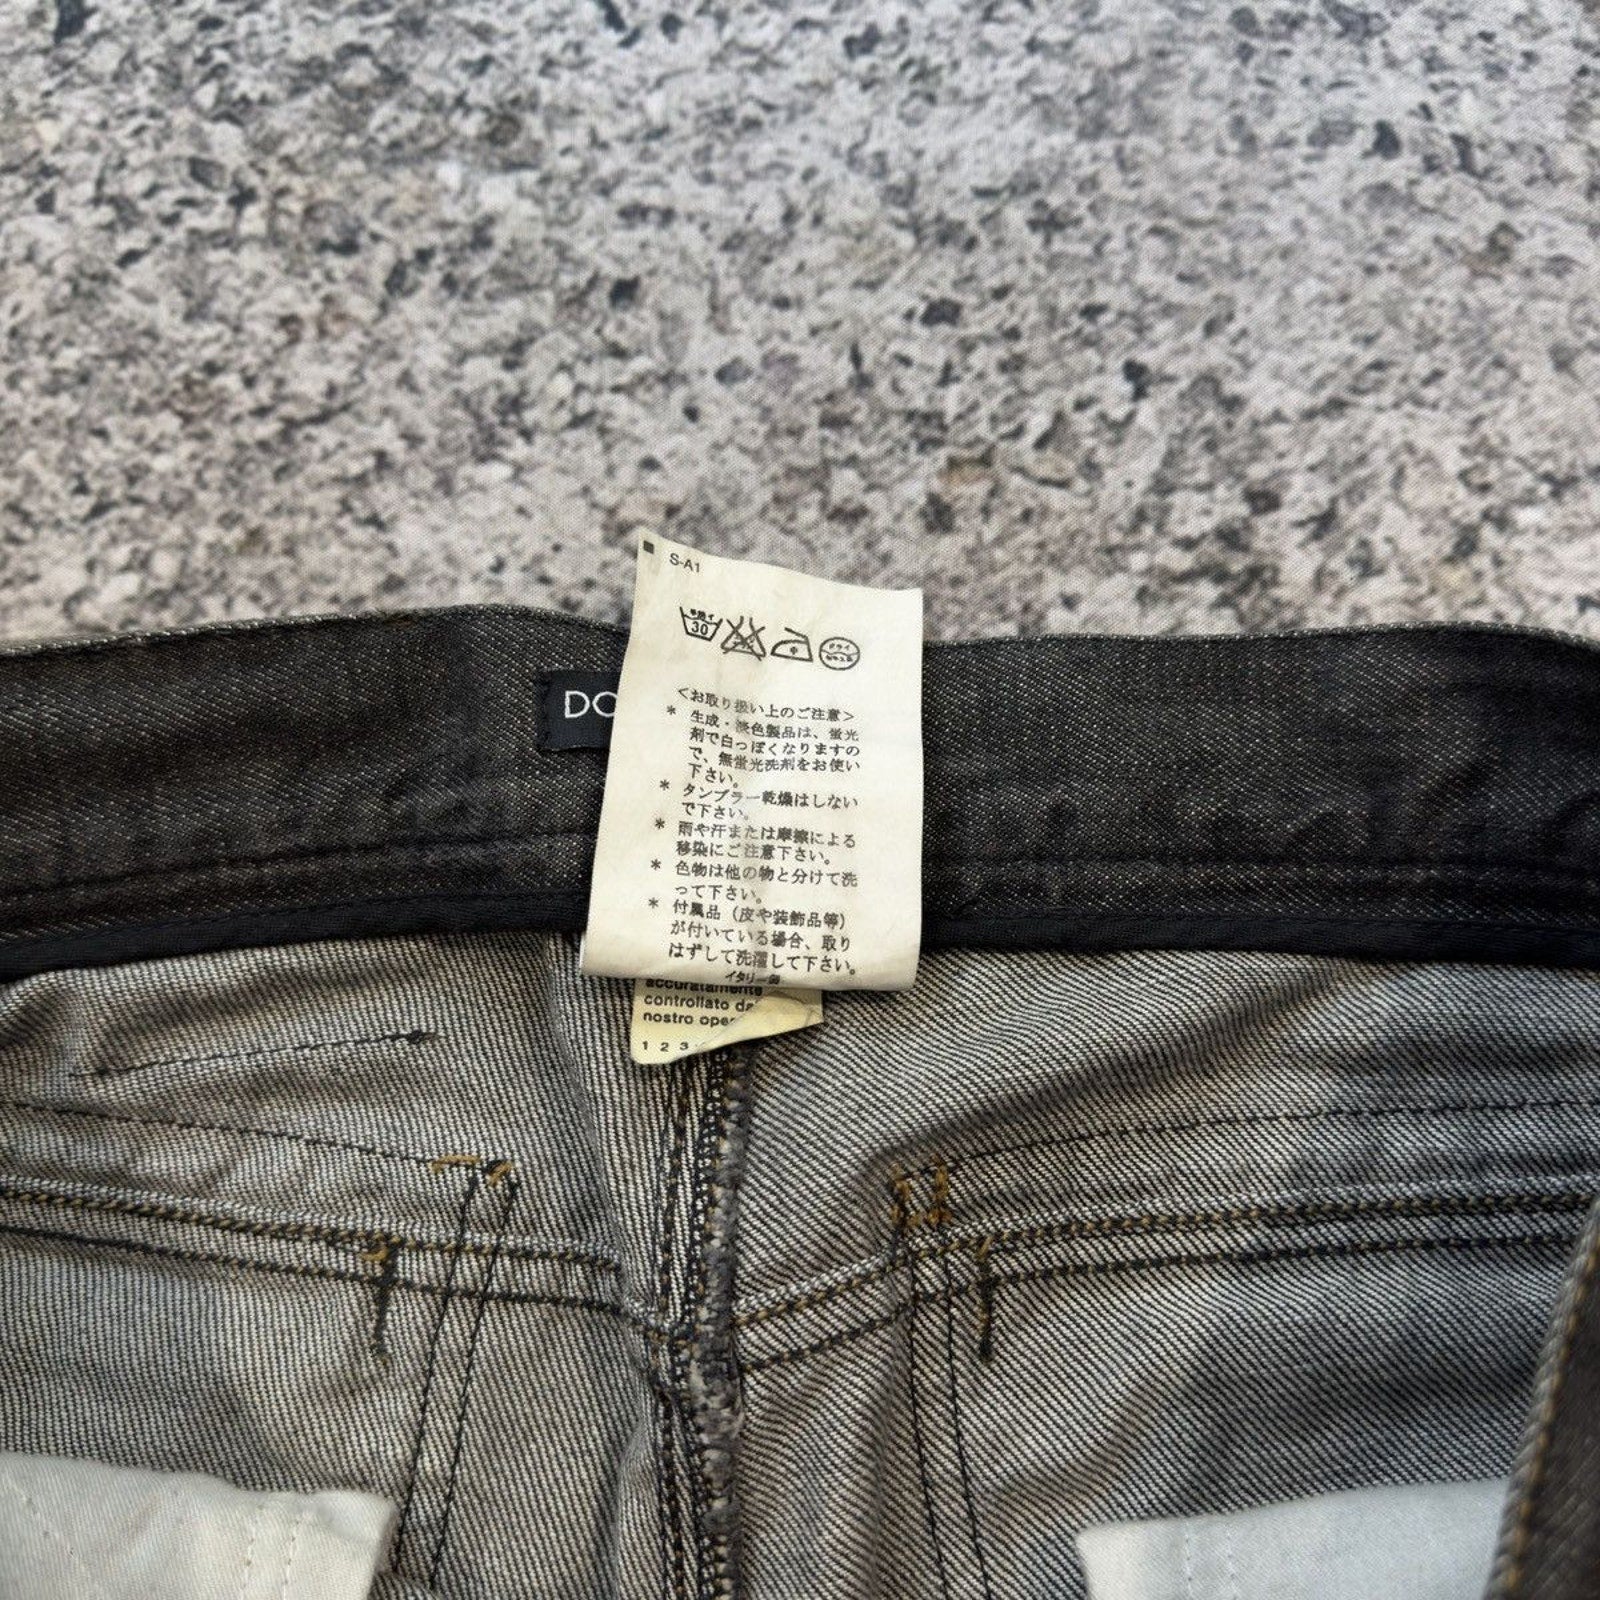 S-A1
30
DO
<お取り扱い上のご注意>
* 生成・淡色製品は、蛍光
剤で白っぽくなりますの
で、無蛍光洗剤をお使い
下さい。
* タンブラー乾燥はしない
で下さい。
* 雨や汗または摩擦による
移染にご注意下さい。
* 色物は他の物と分けて洗
って下さい。
* 付属品（皮や装飾品等）
が付いている場合、取り
はずして洗濯して下さい。
accuratamente
controllato da
nostro ope
1 2 3